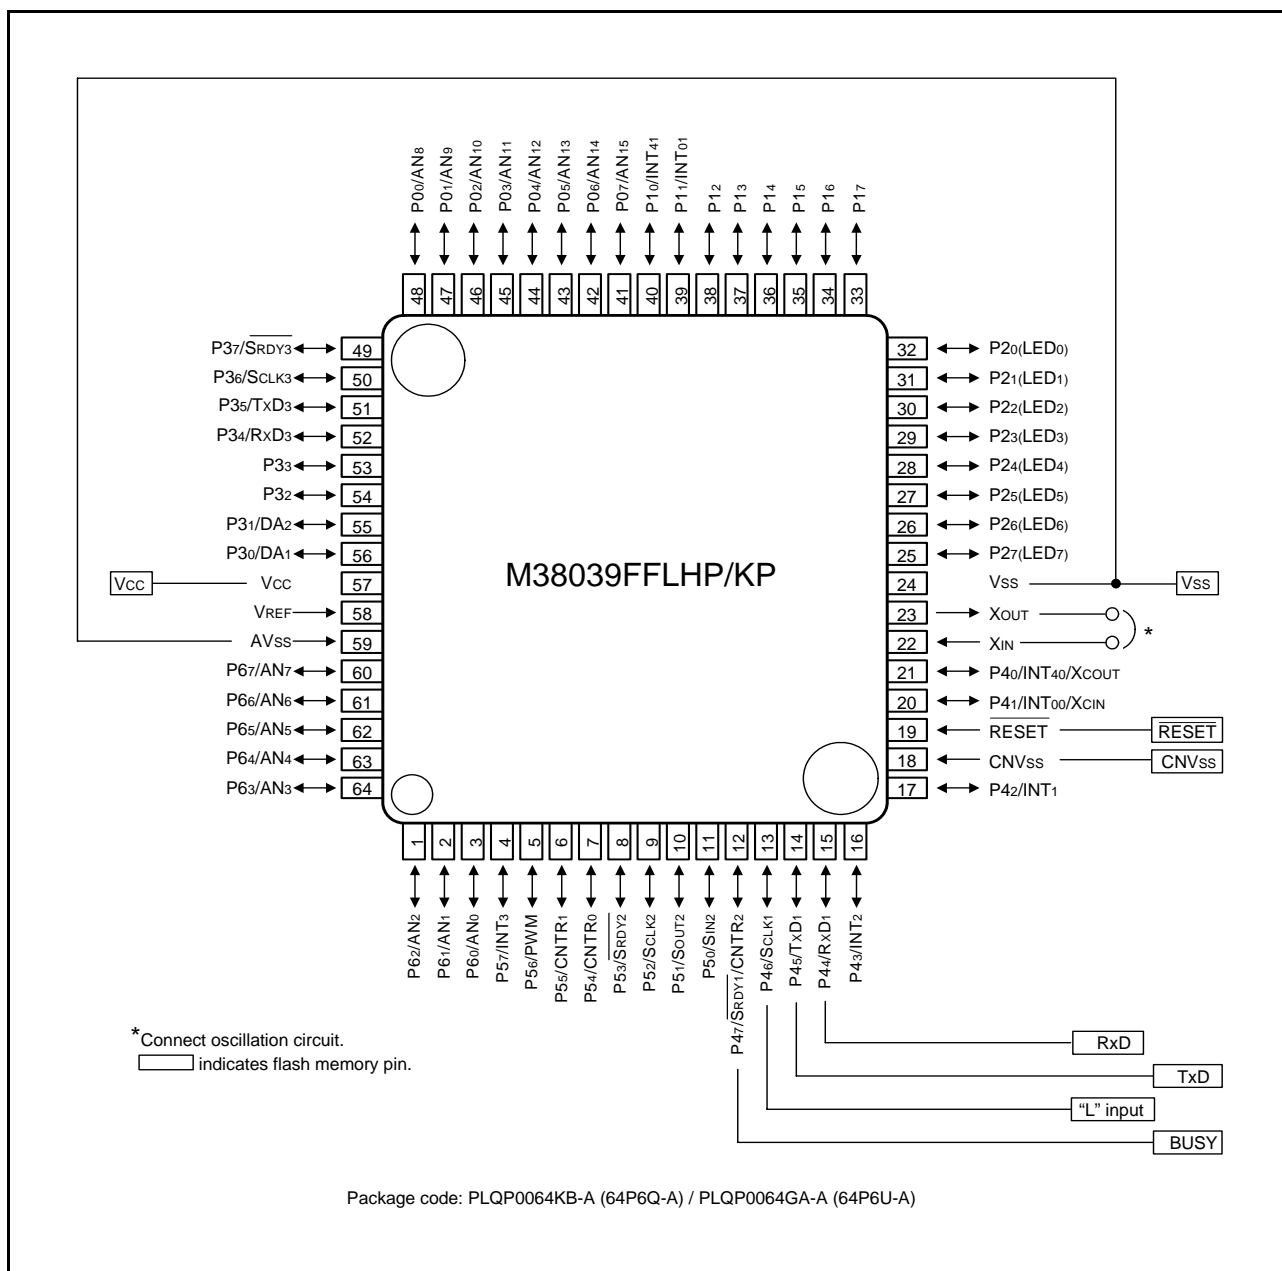 P00/AN8
P01/AN9
P02/AN10
P03/AN11
P04/AN12
P05/AN13
P06/AN14
P07/AN15
P10/INT41
P11/INT01
P12
P13
P14
P15
P16
P17
48
47
46
45
44
43
42
41
40
39
38
37
36
35
34
33
P37/SRDY3 49
P36/SCLK3 50
P35/TXD3 51
P34/RXD3 52
P33 53
P32 54
P31/DA2 55
P30/DA1 56
VCC VCC 57
VREF 58
AVSS 59
P67/AN7 60
P66/AN6 61
P65/AN5 62
P64/AN4 63
P63/AN3 64
M38039FFLHP/KP
32 P20(LED0)
31 P21(LED1)
30 P22(LED2)
29 P23(LED3)
28 P24(LED4)
27 P25(LED5)
26 P26(LED6)
25 P27(LED7)
24 VSS VSS
23 XOUT
22 XIN *
21 P40/INT40/XCOUT
20 P41/INT00/XCIN
19 RESET RESET
18 CNVSS CNVSS
17 P42/INT1
1
2
3
4
5
6
7
8
9
10
11
12
13
14
15
16
P62/AN2
P61/AN1
P60/AN0
P57/INT3
P56/PWM
P55/CNTR1
P54/CNTR0
P53/SRDY2
P52/SCLK2
P51/SOUT2
P50/SIN2
P47/SRDY1/CNTR2
P46/SCLK1
P45/TXD1
P44/RXD1
P43/INT2
RxD
TxD
“L” input
BUSY
*Connect oscillation circuit.
indicates flash memory pin.
Package code: PLQP0064KB-A (64P6Q-A) / PLQP0064GA-A (64P6U-A)